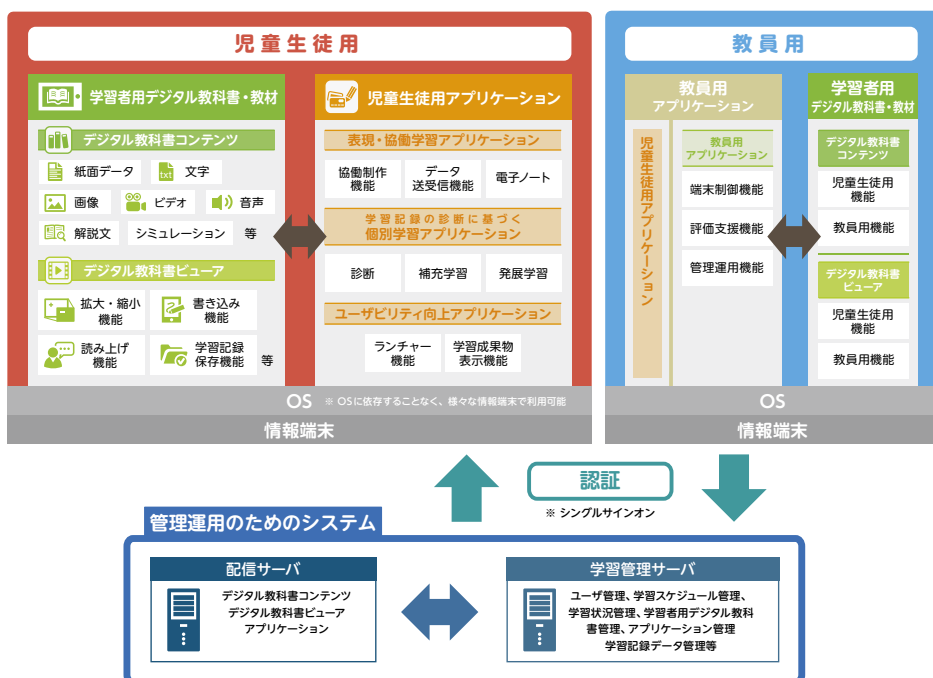 児童生徒用
学習者用デジタル教科書・教材
デジタル教科書コンテンツ
紙面データ
txt
文字
画像
ビデオ
音声
解説文
シミュレーション
等
デジタル教科書ビューア
拡大・縮小
機能
書き込み
機能
読み上げ
機能
学習記録
保存機能
等
児童生徒用アプリケーション
表現・協働学習アプリケーション
協働制作
機能
データ
送受信機能
電子ノート
学習記録の診断に基づく
個別学習アプリケーション
診断
補充学習
発展学習
ユーザビリティ向上アプリケーション
ランチャー
機能
学習成果物
表示機能
OS ※ OSに依存することなく、様々な情報端末で利用可能
情報端末
教員用
教員用
アプリケーション
児童生徒用アプリケーション
教員用
アプリケーション
端末制御機能
評価支援機能
管理運用機能
学習者用
デジタル教科書・教材
デジタル教科書
コンテンツ
児童生徒用
機能
教員用機能
デジタル教科書
ビューア
児童生徒用
機能
教員用機能
OS
情報端末
認証
※ シングルサインオン
管理運用のためのシステム
配信サーバ
デジタル教科書コンテンツ
デジタル教科書ビューア
アプリケーション
学習管理サーバ
ユーザ管理、学習スケジュール管理、
学習状況管理、学習者用デジタル教科
書管理、アプリケーション管理
学習記録データ管理等